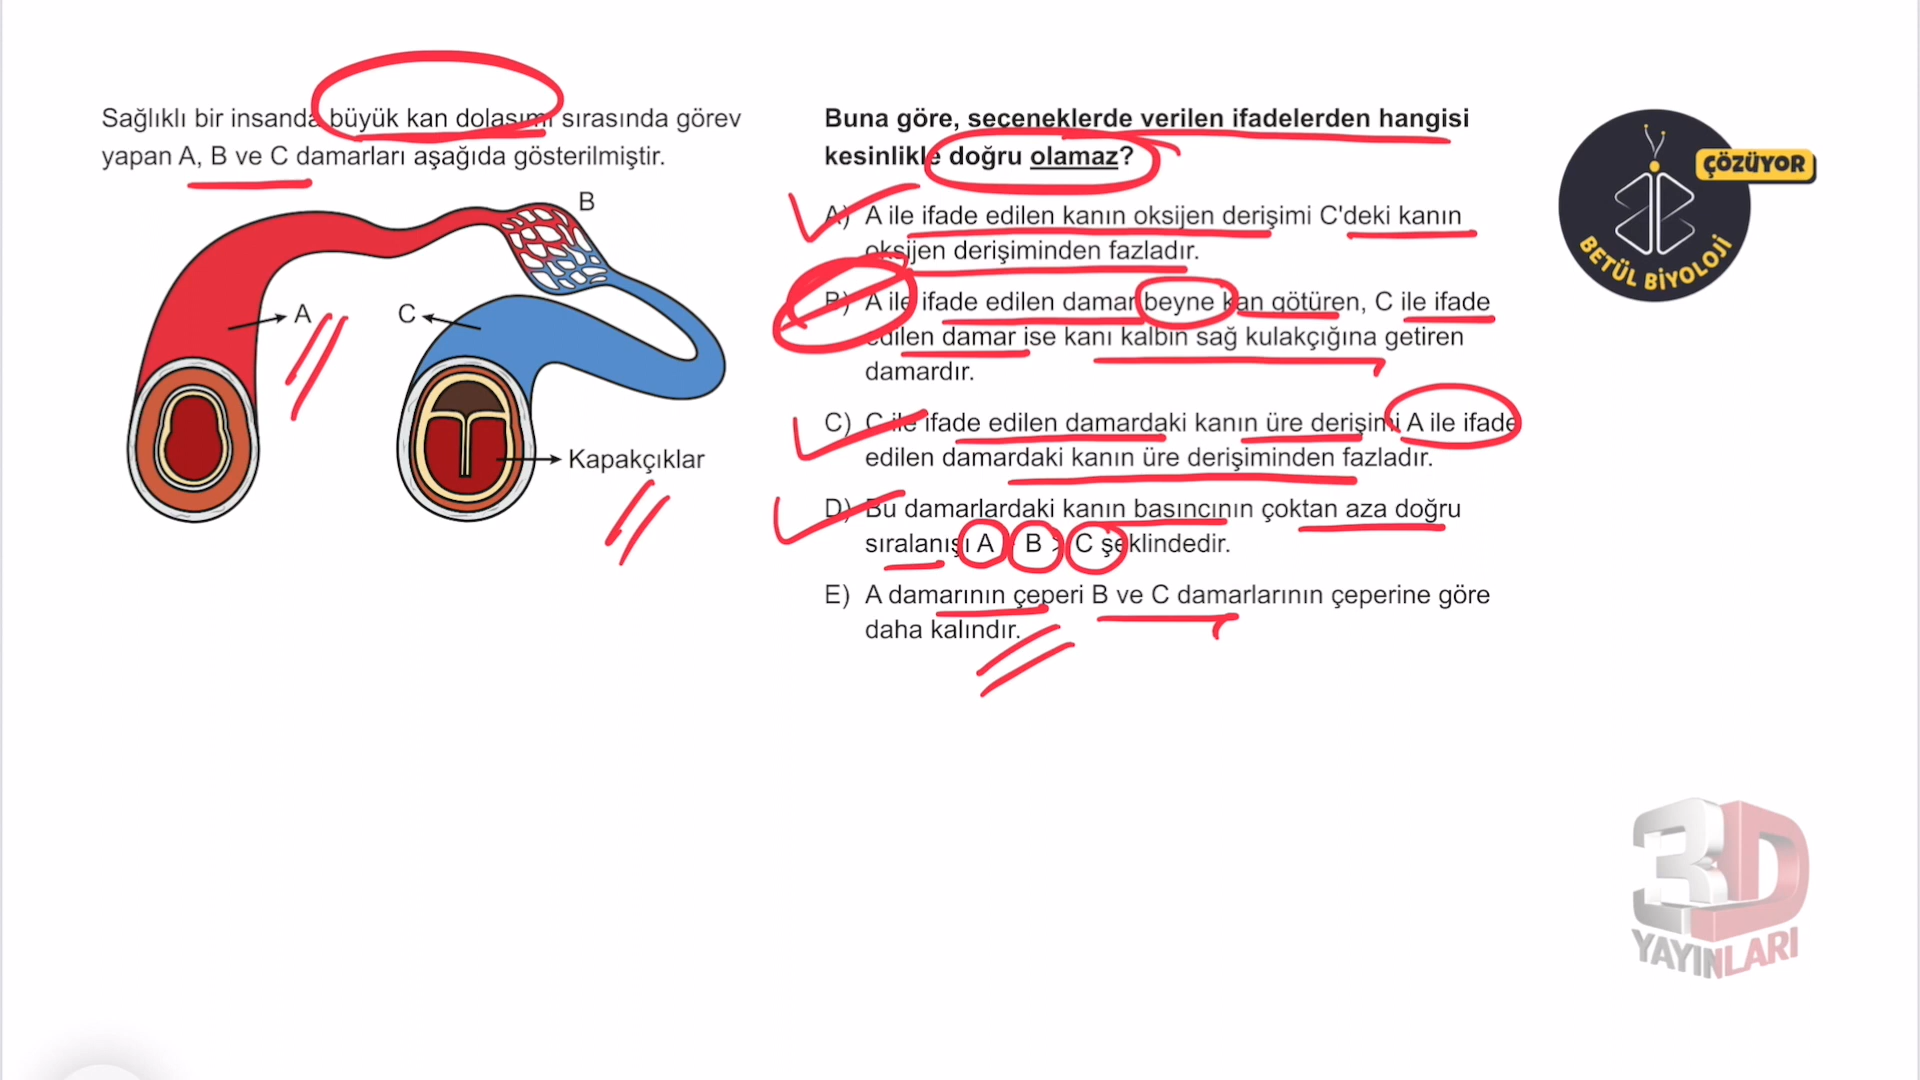 Sağlıklı bir insanda büyük kan dolaşımı sırasında görev
yapan A, B ve C damarları aşağıda gösterilmiştir.
B
A
C
Kapakçıklar
Buna göre, seçeneklerde verilen ifadelerden hangisi
kesinlikle doğru olamaz?
A) A ile ifade edilen kanın oksijen derişimi C'deki kanın
oksijen derişiminden fazladır.
B) A ile ifade edilen damar beyne kan götüren, C ile ifade
edilen damar ise kanı kalbin sağ kulakçığına getiren
damardır.
C) C ile ifade edilen damardaki kanın üre derişimi A ile ifade
edilen damardaki kanın üre derişiminden fazladır.
D) Bu damarlardaki kanın basıncının çoktan aza doğru
sıralanışı A > B > C şeklindedir.
E) A damarının çeperi B ve C damarlarının çeperine göre
daha kalındır.
ÇÖZÜYOR
BETÜL BİYOLOJİ
3D
YAYINLARI